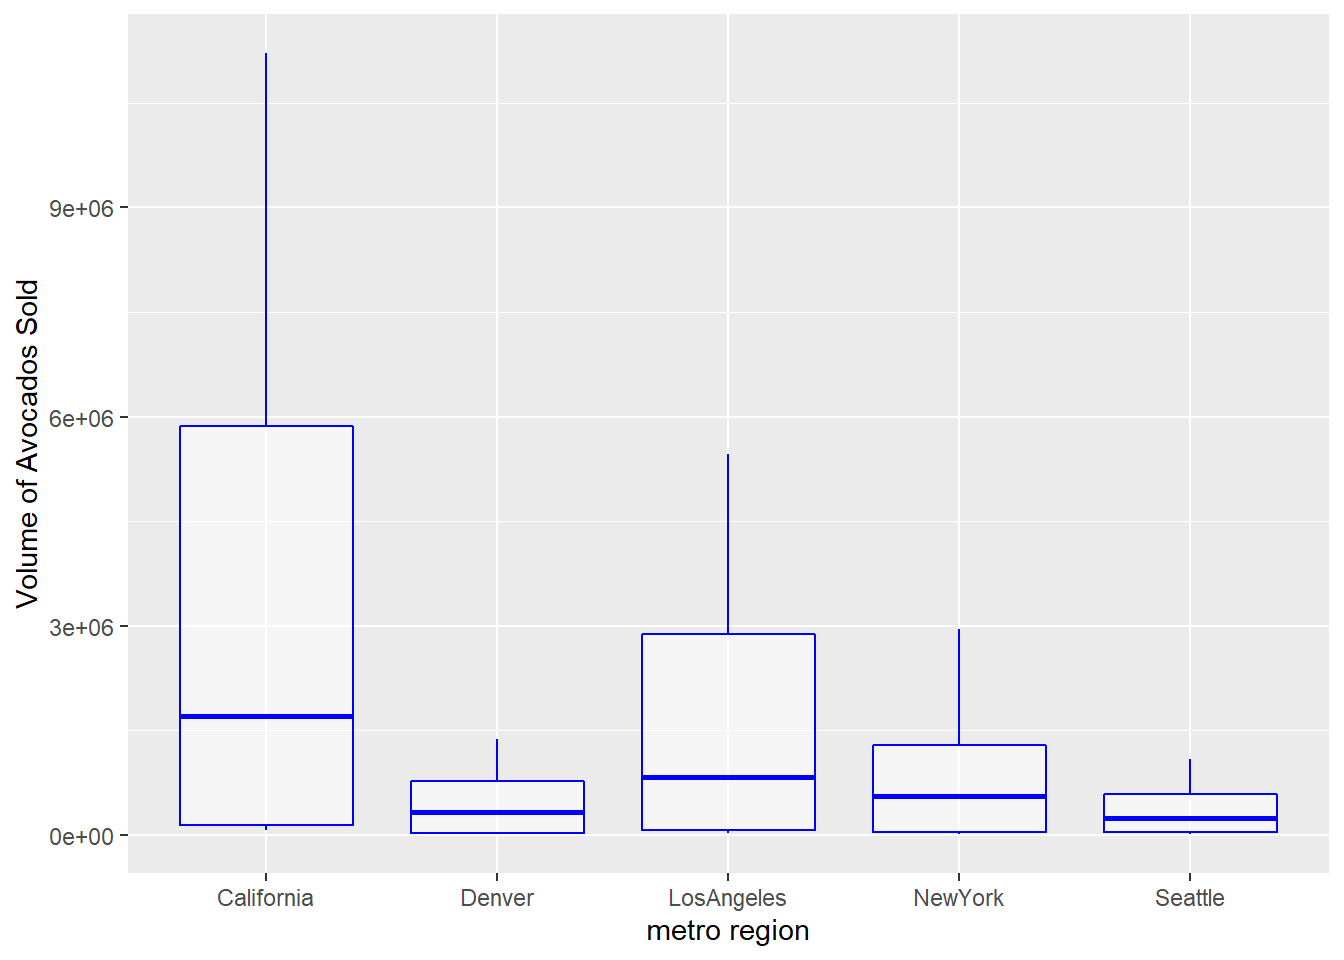 Volume of Avocados Sold
9e+06
6e+06
3e+06
0e+00
California Denver LosAngeles NewYork Seattle
metro region